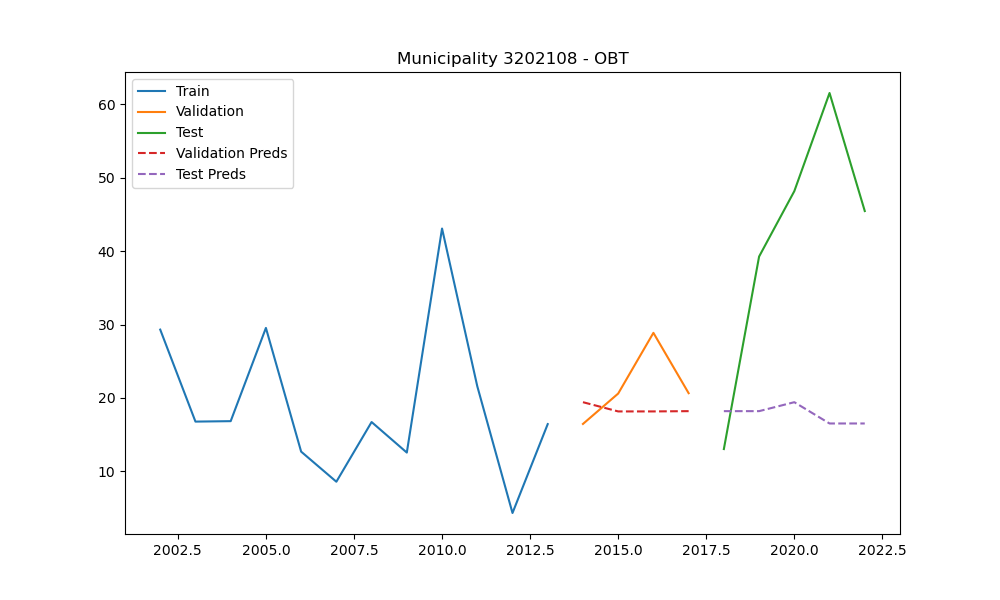 Municipality 3202108 - OBT
Train
Validation
Test
Validation Preds
Test Preds
60
50
40
30
20
10
2002.5 2005.0 2007.5 2010.0 2012.5 2015.0 2017.5 2020.0 2022.5